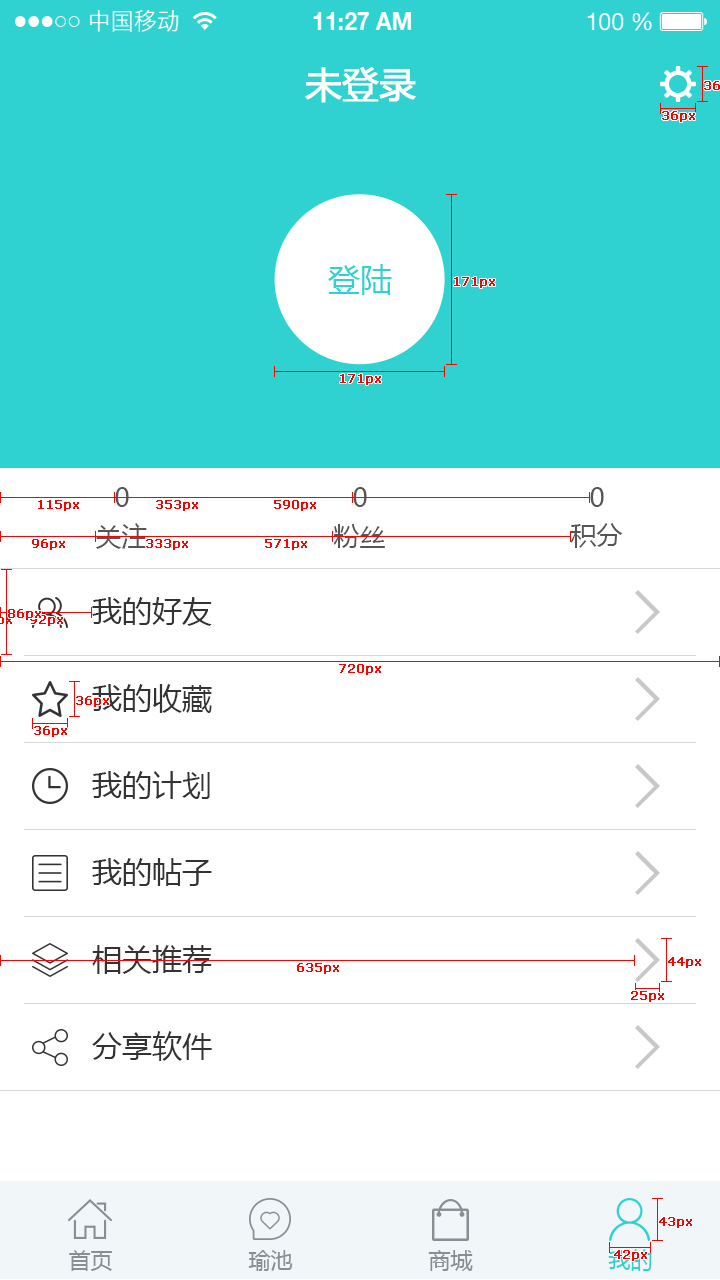 中国移动 11:27 AM 100 %
未登录
36
36px
登陆
171px
171px
0 0 0
115px 353px 590px
关注 粉丝 积分
96px 333px 571px
我的好友
86px
92px
720px
我的收藏
36px
36px
我的计划
我的帖子
相关推荐
635px
44px
25px
分享软件
首页 瑜池 商城 我的
43px
42px